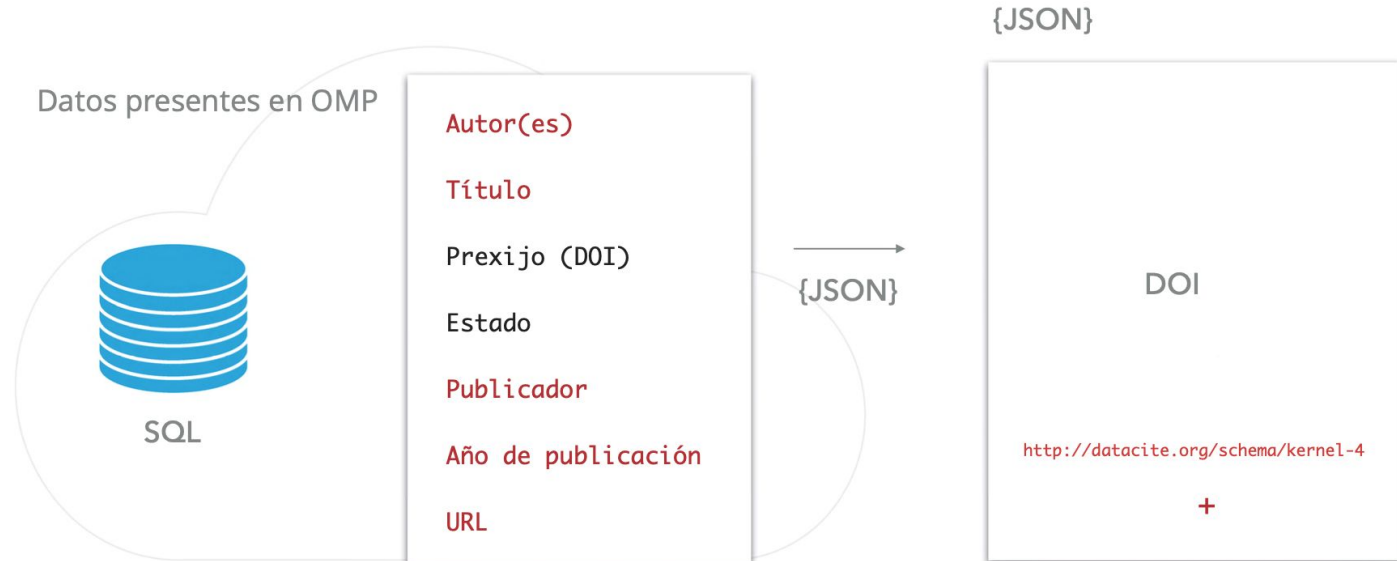 {JSON}
Datos presentes en OMP
Autor(es)
Título
Prexijo (DOI)
Estado
Publicador
Año de publicación
URL
SQL
{JSON}
DOI
http://datacite.org/schema/kernel-4
+